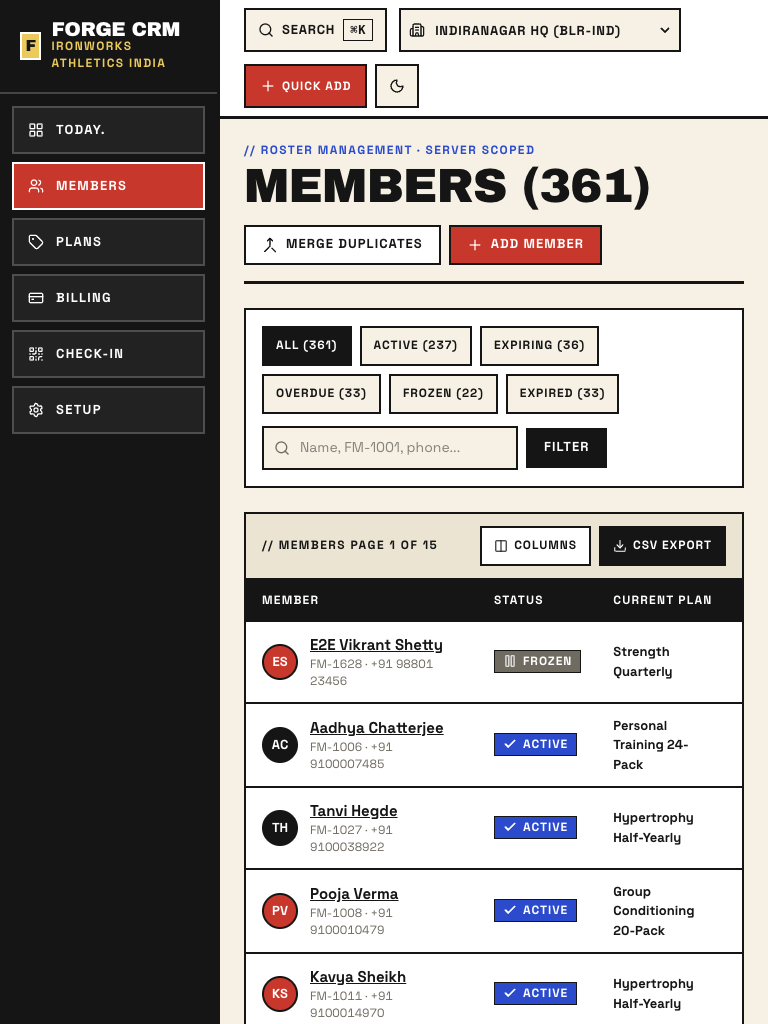 F
FORGE CRM
IRONWORKS
ATHLETICS INDIA
TODAY.
MEMBERS
PLANS
BILLING
CHECK-IN
SETUP
SEARCH ⌘K
INDIRANAGAR HQ (BLR-IND)
QUICK ADD
// ROSTER MANAGEMENT · SERVER SCOPED
MEMBERS (361)
MERGE DUPLICATES
ADD MEMBER
ALL (361)
ACTIVE (237)
EXPIRING (36)
OVERDUE (33)
FROZEN (22)
EXPIRED (33)
Name, FM-1001, phone...
FILTER
// MEMBERS PAGE 1 OF 15
COLUMNS
CSV EXPORT
MEMBER STATUS CURRENT PLAN
ES
E2E Vikrant Shetty
FM-1628 · +91 98801
23456
FROZEN
Strength
Quarterly
AC
Aadhya Chatterjee
FM-1006 · +91
9100007485
ACTIVE
Personal
Training 24-
Pack
TH
Tanvi Hegde
FM-1027 · +91
9100038922
ACTIVE
Hypertrophy
Half-Yearly
PV
Pooja Verma
FM-1008 · +91
9100010479
ACTIVE
Group
Conditioning
20-Pack
KS
Kavya Sheikh
FM-1011 · +91
9100014970
ACTIVE
Hypertrophy
Half-Yearly